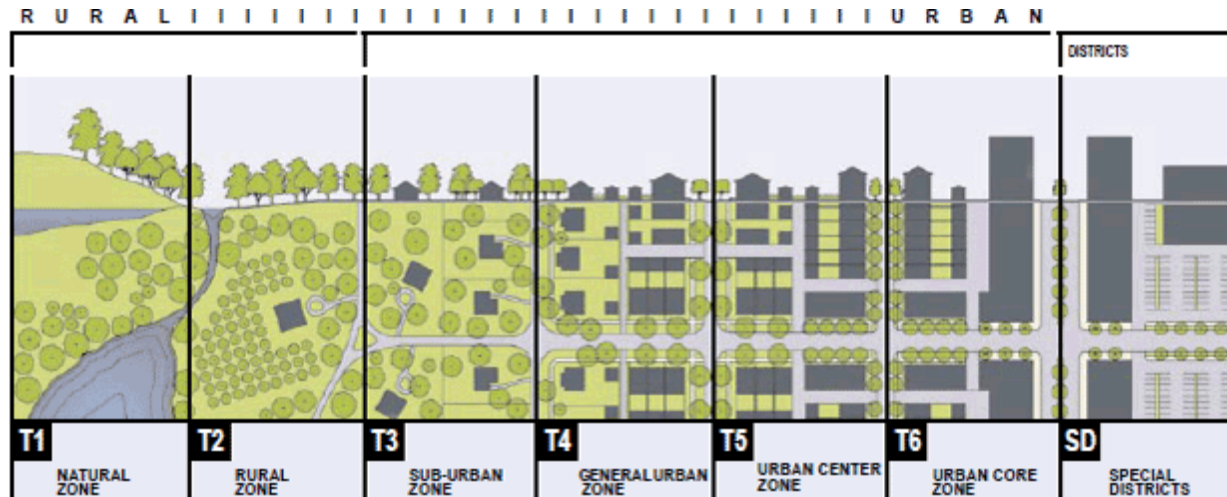 RURALIIIIIIIIIIIIIIIIIIIIIIIIIIIIURBAN
DISTRICTS
T1
NATURAL
ZONE
T2
RURAL
ZONE
T3
SUB-URBAN
ZONE
T4
GENERAL URBAN
ZONE
T5
URBAN CENTER
ZONE
T6
URBAN CORE
ZONE
SD
SPECIAL
DISTRICTS